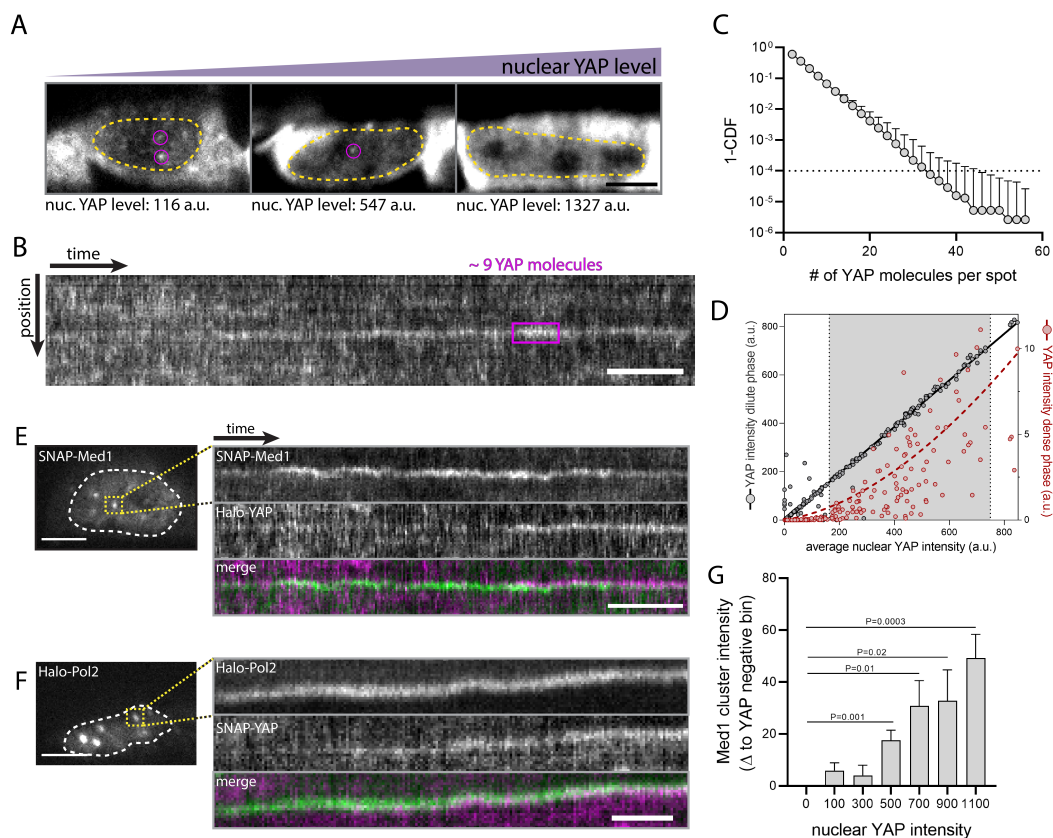 A
nuclear YAP level
nuc. YAP level: 116 a.u.
nuc. YAP level: 547 a.u.
nuc. YAP level: 1327 a.u.
B
time
~ 9 YAP molecules
position
C
10⁰
10⁻¹
10⁻²
10⁻³
10⁻⁴
10⁻⁵
10⁻⁶
1-CDF
0 20 40 60
# of YAP molecules per spot
D
YAP intensity dilute phase (a.u.)
800
600
400
200
0
0 200 400 600 800
average nuclear YAP intensity (a.u.)
10
5
0
YAP intensity dense phase (a.u.)
E
time
SNAP-Med1
SNAP-Med1
Halo-YAP
merge
F
Halo-Pol2
Halo-Pol2
SNAP-YAP
merge
G
Med1 cluster intensity
(Δ to YAP negative bin)
80
60
40
20
0
P=0.0003
P=0.02
P=0.01
P=0.001
0 100 300 500 700 900 1100
nuclear YAP intensity